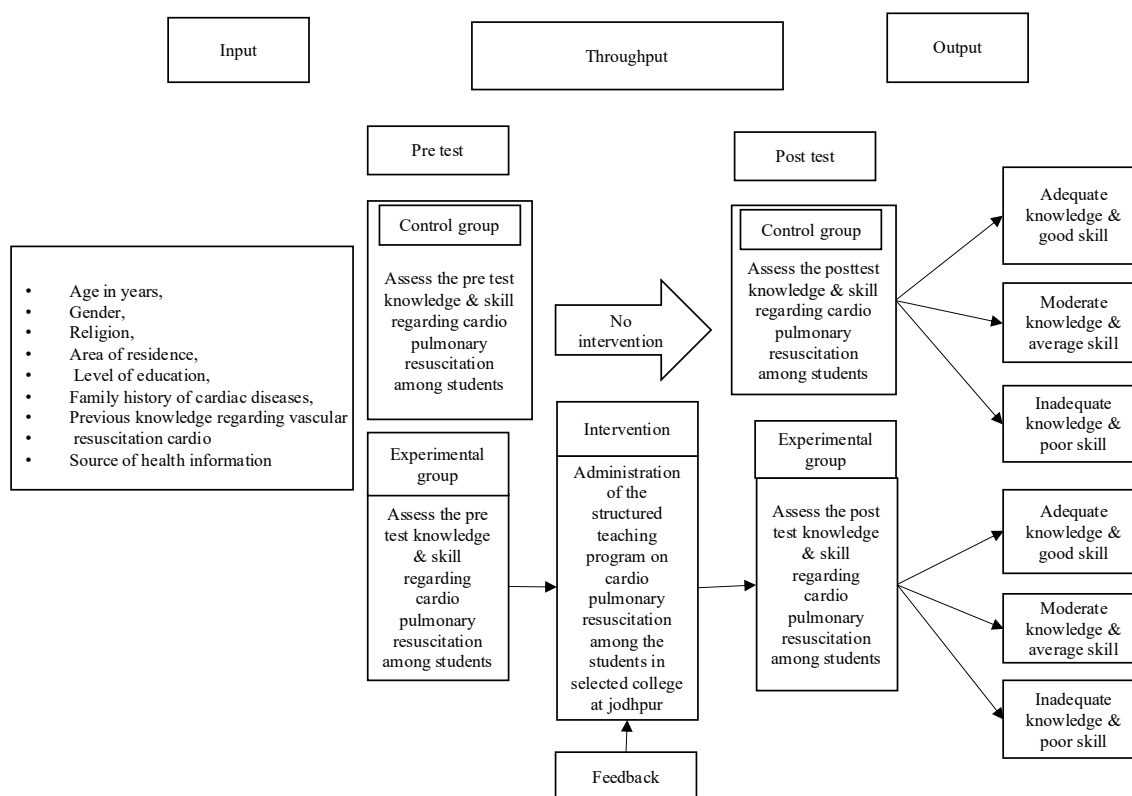 Input
Throughput
Output
Pre test
Post test
Age in years,
Gender,
Religion,
Area of residence,
Level of education,
Family history of cardiac diseases,
Previous knowledge regarding vascular
resuscitation cardio
Source of health information
Control group
Assess the pre test
knowledge & skill
regarding cardio
pulmonary
resuscitation
among students
No
intervention
Control group
Assess the posttest
knowledge & skill
regarding cardio
pulmonary
resuscitation
among students
Adequate
knowledge &
good skill
Moderate
knowledge &
average skill
Inadequate
knowledge &
poor skill
Experimental
group
Assess the pre
test knowledge
& skill
regarding
cardio
pulmonary
resuscitation
among students
Intervention
Administration
of the
structured
teaching
program on
cardio
pulmonary
resuscitation
among the
students in
selected college
at jodhpur
Feedback
Experimental
group
Assess the post
test knowledge
& skill
regarding
cardio
pulmonary
resuscitation
among students
Adequate
knowledge &
good skill
Moderate
knowledge &
average skill
Inadequate
knowledge &
poor skill